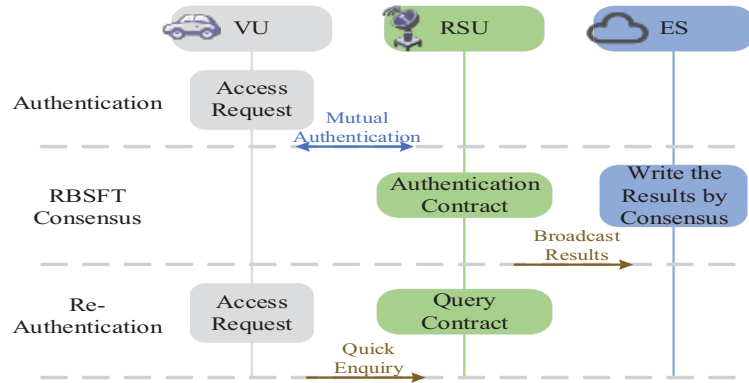 VU
RSU
ES
Authentication
Access
Request
Mutual
Authentication
RBSFT
Consensus
Authentication
Contract
Write the
Results by
Consensus
Broadcast
Results
Re-
Authentication
Access
Request
Query
Contract
Quick
Enquiry